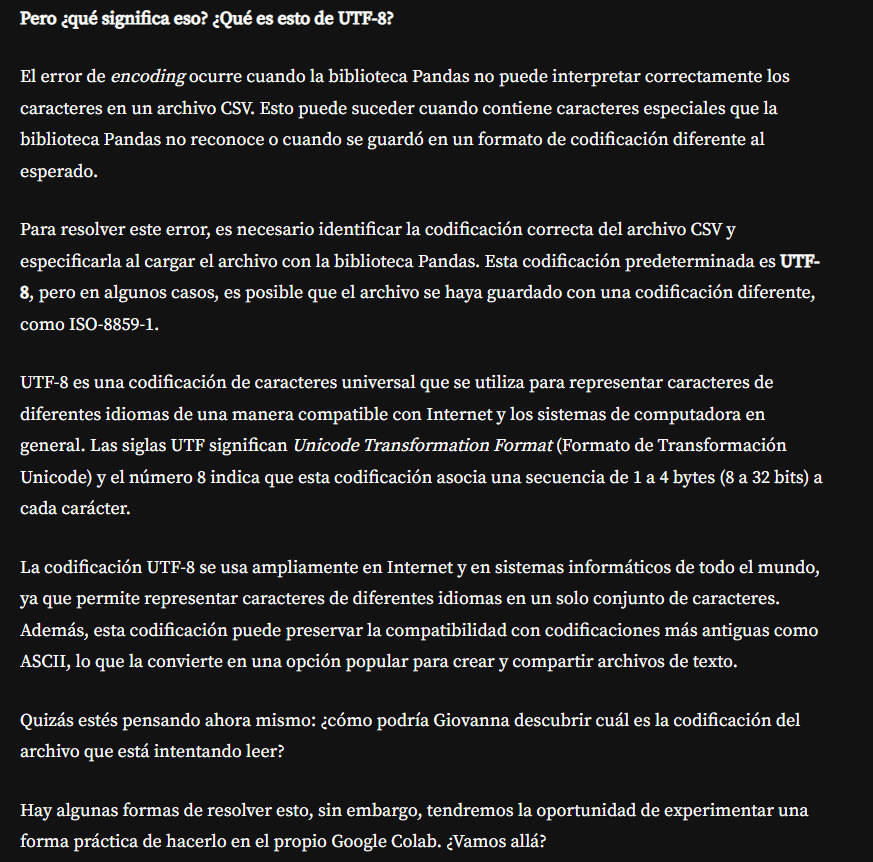 Pero ¿qué significa eso? ¿Qué es esto de UTF-8?
El error de encoding ocurre cuando la biblioteca Pandas no puede interpretar correctamente los
caracteres en un archivo CSV. Esto puede suceder cuando contiene caracteres especiales que la
biblioteca Pandas no reconoce o cuando se guardó en un formato de codificación diferente al
esperado.
Para resolver este error, es necesario identificar la codificación correcta del archivo CSV y
especificarla al cargar el archivo con la biblioteca Pandas. Esta codificación predeterminada es UTF-
8, pero en algunos casos, es posible que el archivo se haya guardado con una codificación diferente,
como ISO-8859-1.
UTF-8 es una codificación de caracteres universal que se utiliza para representar caracteres de
diferentes idiomas de una manera compatible con Internet y los sistemas de computadora en
general. Las siglas UTF significan Unicode Transformation Format (Formato de Transformación
Unicode) y el número 8 indica que esta codificación asocia una secuencia de 1 a 4 bytes (8 a 32 bits) a
cada carácter.
La codificación UTF-8 se usa ampliamente en Internet y en sistemas informáticos de todo el mundo,
ya que permite representar caracteres de diferentes idiomas en un solo conjunto de caracteres.
Además, esta codificación puede preservar la compatibilidad con codificaciones más antiguas como
ASCII, lo que la convierte en una opción popular para crear y compartir archivos de texto.
Quizás estés pensando ahora mismo: ¿cómo podría Giovanna descubrir cuál es la codificación del
archivo que está intentando leer?
Hay algunas formas de resolver esto, sin embargo, tendremos la oportunidad de experimentar una
forma práctica de hacerlo en el propio Google Colab. ¿Vamos allá?